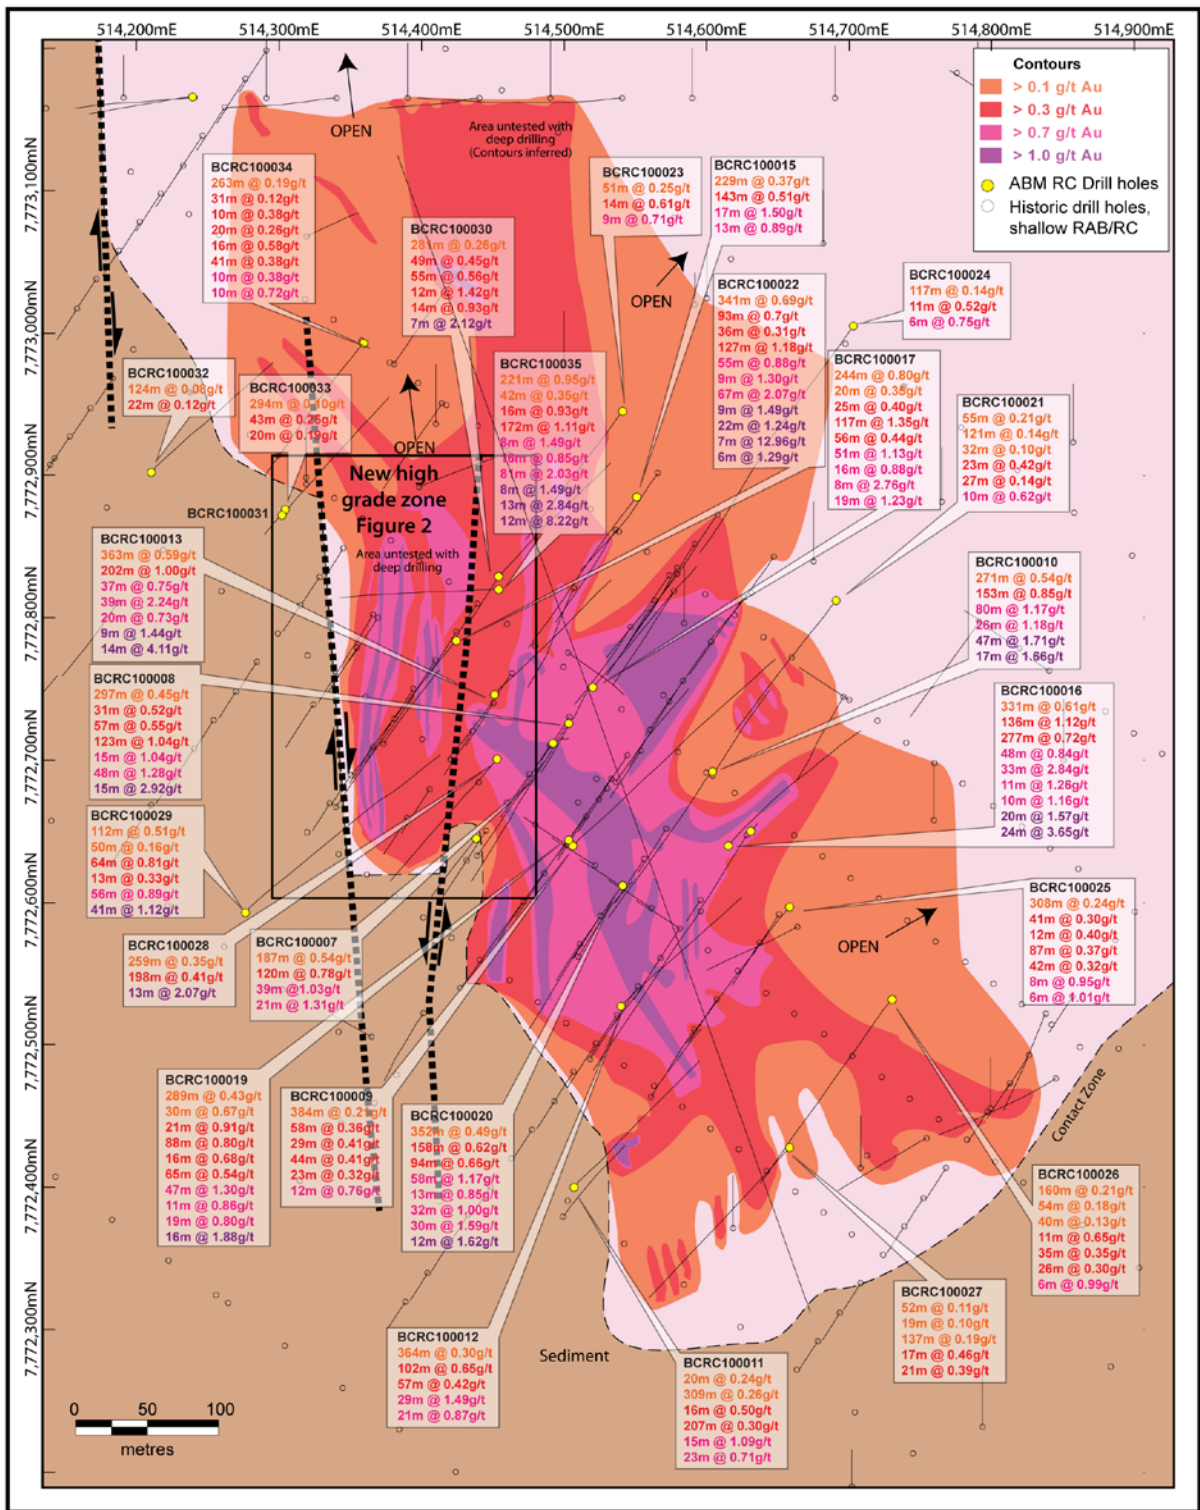 514,200mE
514,300mE
514,400mE
514,500mE
514,600mE
514,700mE
514,800mE
514,900mE
7,773,100mN
7,773,000mN
7,772,900mN
7,772,800mN
7,772,700mN
7,772,600mN
7,772,500mN
7,772,400mN
7,772,300mN
Contours
> 0.1 g/t Au
> 0.3 g/t Au
> 0.7 g/t Au
> 1.0 g/t Au
ABM RC Drill holes
Historic drill holes,
shallow RAB/RC
OPEN
Area untested with
deep drilling
(Contours inferred)
BCRC100034
263m @ 0.19g/t
31m @ 0.12g/t
10m @ 0.38g/t
20m @ 0.26g/t
16m @ 0.58g/t
41m @ 0.38g/t
10m @ 0.38g/t
10m @ 0.72g/t
BCRC100030
281m @ 0.26g/t
49m @ 0.45g/t
55m @ 0.56g/t
12m @ 1.42g/t
14m @ 0.93g/t
7m @ 2.12g/t
BCRC100023
51m @ 0.25g/t
14m @ 0.61g/t
9m @ 0.71g/t
BCRC100015
229m @ 0.37g/t
143m @ 0.51g/t
17m @ 1.50g/t
13m @ 0.89g/t
OPEN
BCRC100022
341m @ 0.69g/t
93m @ 0.7g/t
36m @ 0.31g/t
127m @ 1.18g/t
55m @ 0.88g/t
9m @ 1.30g/t
67m @ 2.07g/t
9m @ 1.49g/t
22m @ 1.24g/t
7m @ 12.96g/t
6m @ 1.29g/t
BCRC100024
117m @ 0.14g/t
11m @ 0.52g/t
6m @ 0.75g/t
BCRC100032
124m @ 0.08g/t
22m @ 0.12g/t
BCRC100033
294m @ 0.10g/t
43m @ 0.25g/t
20m @ 0.19g/t
OPEN
BCRC100035
221m @ 0.95g/t
42m @ 0.35g/t
16m @ 0.93g/t
172m @ 1.11g/t
8m @ 1.49g/t
16m @ 0.85g/t
81m @ 2.03g/t
8m @ 1.49g/t
13m @ 2.84g/t
12m @ 8.22g/t
BCRC100017
244m @ 0.80g/t
20m @ 0.35g/t
25m @ 0.40g/t
117m @ 1.35g/t
56m @ 0.44g/t
51m @ 1.13g/t
16m @ 0.88g/t
8m @ 2.76g/t
19m @ 1.23g/t
BCRC100021
55m @ 0.21g/t
121m @ 0.14g/t
32m @ 0.10g/t
23m @ 0.42g/t
27m @ 0.14g/t
10m @ 0.62g/t
New high
grade zone
Figure 2
Area untested with
deep drilling
BCRC100031
BCRC100013
363m @ 0.59g/t
202m @ 1.00g/t
37m @ 0.75g/t
39m @ 2.24g/t
20m @ 0.73g/t
9m @ 1.44g/t
14m @ 4.11g/t
BCRC100010
271m @ 0.54g/t
153m @ 0.85g/t
80m @ 1.17g/t
26m @ 1.18g/t
47m @ 1.71g/t
17m @ 1.66g/t
BCRC100008
297m @ 0.45g/t
31m @ 0.52g/t
57m @ 0.55g/t
123m @ 1.04g/t
15m @ 1.04g/t
48m @ 1.28g/t
15m @ 2.92g/t
BCRC100016
331m @ 0.61g/t
136m @ 1.12g/t
277m @ 0.72g/t
48m @ 0.84g/t
33m @ 2.84g/t
11m @ 1.26g/t
10m @ 1.16g/t
20m @ 1.57g/t
24m @ 3.65g/t
BCRC100029
112m @ 0.51g/t
50m @ 0.16g/t
64m @ 0.81g/t
13m @ 0.33g/t
56m @ 0.89g/t
41m @ 1.12g/t
BCRC100025
308m @ 0.24g/t
41m @ 0.30g/t
12m @ 0.40g/t
87m @ 0.37g/t
42m @ 0.32g/t
8m @ 0.95g/t
6m @ 1.01g/t
OPEN
BCRC100028
259m @ 0.35g/t
198m @ 0.41g/t
13m @ 2.07g/t
BCRC100007
187m @ 0.54g/t
120m @ 0.78g/t
39m @1.03g/t
21m @ 1.31g/t
BCRC100019
289m @ 0.43g/t
30m @ 0.67g/t
21m @ 0.91g/t
88m @ 0.80g/t
16m @ 0.68g/t
65m @ 0.54g/t
47m @ 1.30g/t
11m @ 0.86g/t
19m @ 0.80g/t
16m @ 1.88g/t
BCRC100009
384m @ 0.21g/t
58m @ 0.36g/t
29m @ 0.41g/t
44m @ 0.41g/t
23m @ 0.32g/t
12m @ 0.76g/t
BCRC100020
352m @ 0.49g/t
158m @ 0.62g/t
94m @ 0.66g/t
58m @ 1.17g/t
13m @ 0.85g/t
32m @ 1.00g/t
30m @ 1.59g/t
12m @ 1.62g/t
Contact Zone
BCRC100026
160m @ 0.21g/t
54m @ 0.18g/t
40m @ 0.13g/t
11m @ 0.65g/t
35m @ 0.35g/t
26m @ 0.30g/t
6m @ 0.99g/t
BCRC100027
52m @ 0.11g/t
19m @ 0.10g/t
137m @ 0.19g/t
17m @ 0.46g/t
21m @ 0.39g/t
BCRC100012
364m @ 0.30g/t
102m @ 0.65g/t
57m @ 0.42g/t
29m @ 1.49g/t
21m @ 0.87g/t
Sediment
BCRC100011
20m @ 0.24g/t
309m @ 0.26g/t
16m @ 0.50g/t
207m @ 0.30g/t
15m @ 1.09g/t
23m @ 0.71g/t
0 50 100
metres